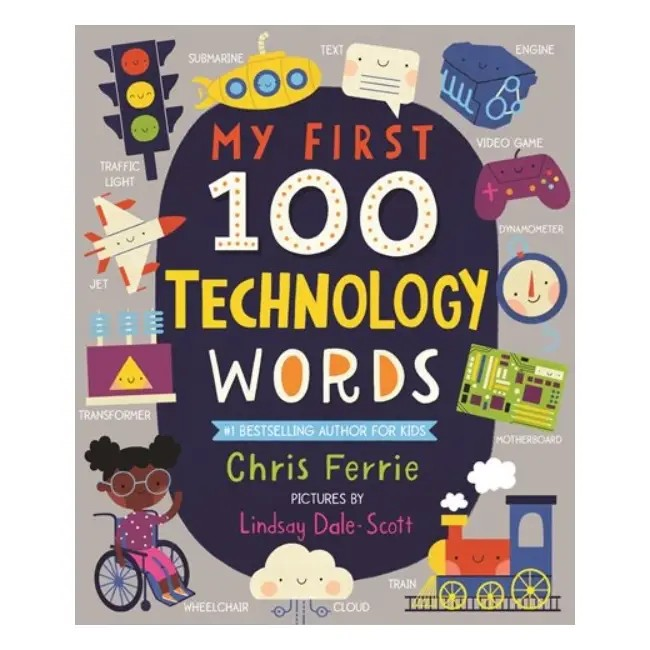 SUBMARINE
TEXT
ENGINE
MY FIRST
100
TECHNOLOGY
WORDS
#1 BESTSELLING AUTHOR FOR KIDS
Chris Ferrie
PICTURES BY
Lindsay Dale-Scott
TRAFFIC
LIGHT
VIDEO GAME
DYNAMOMETER
JET
TRANSFORMER
MOTHERBOARD
WHEELCHAIR
CLOUD
TRAIN